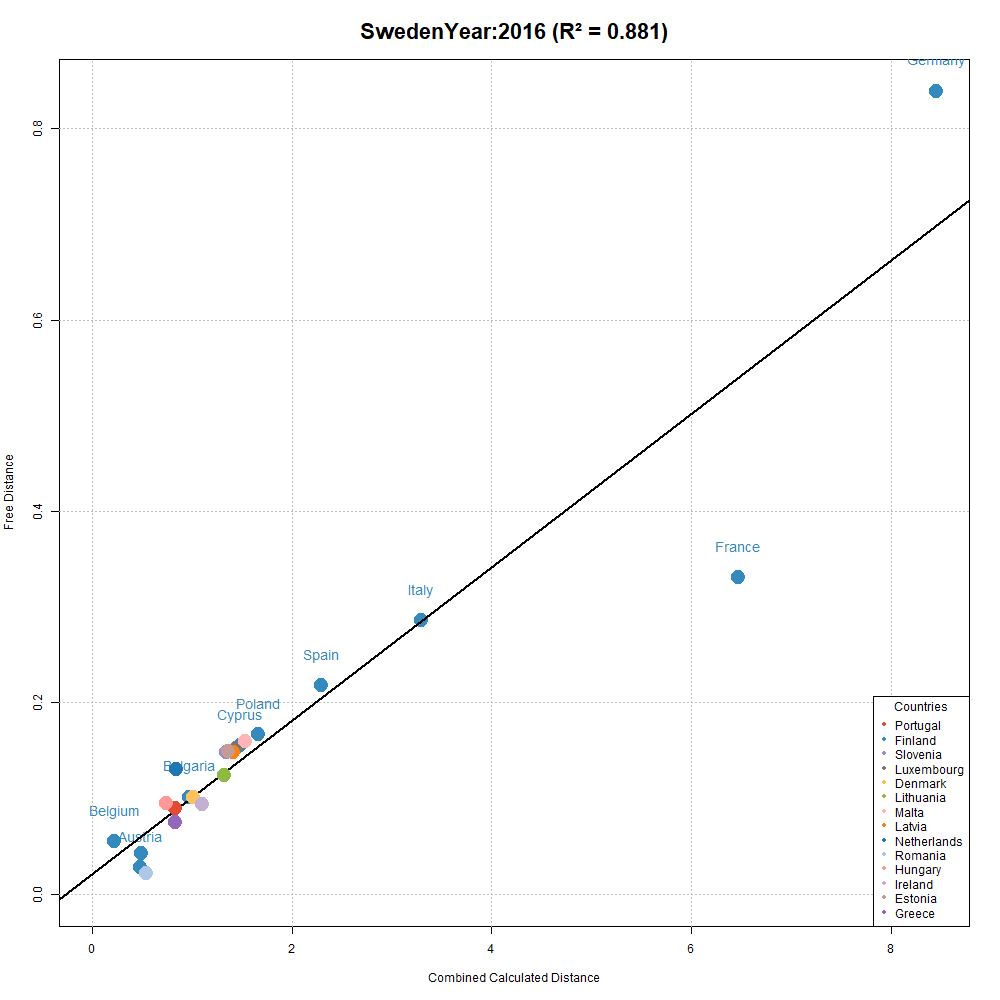 SwedenYear:2016 (R² = 0.881)
Germany
France
Italy
Spain
Poland
Cyprus
Bulgaria
Belgium
Austria
Free Distance
0.8
0.6
0.4
0.2
0.0
0
2
4
6
8
Combined Calculated Distance
Countries
Portugal
Finland
Slovenia
Luxembourg
Denmark
Lithuania
Malta
Latvia
Netherlands
Romania
Hungary
Ireland
Estonia
Greece